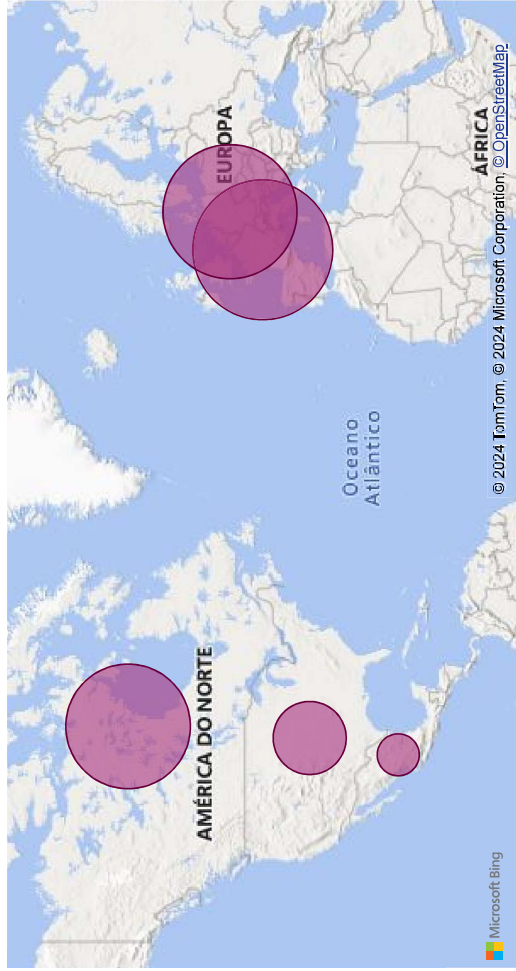 EUROPA
AMÉRICA DO NORTE
Oceano
Atlântico
ÁFRICA
Microsoft Bing
© 2024 TomTom, © 2024 Microsoft Corporation, © OpenStreetMap